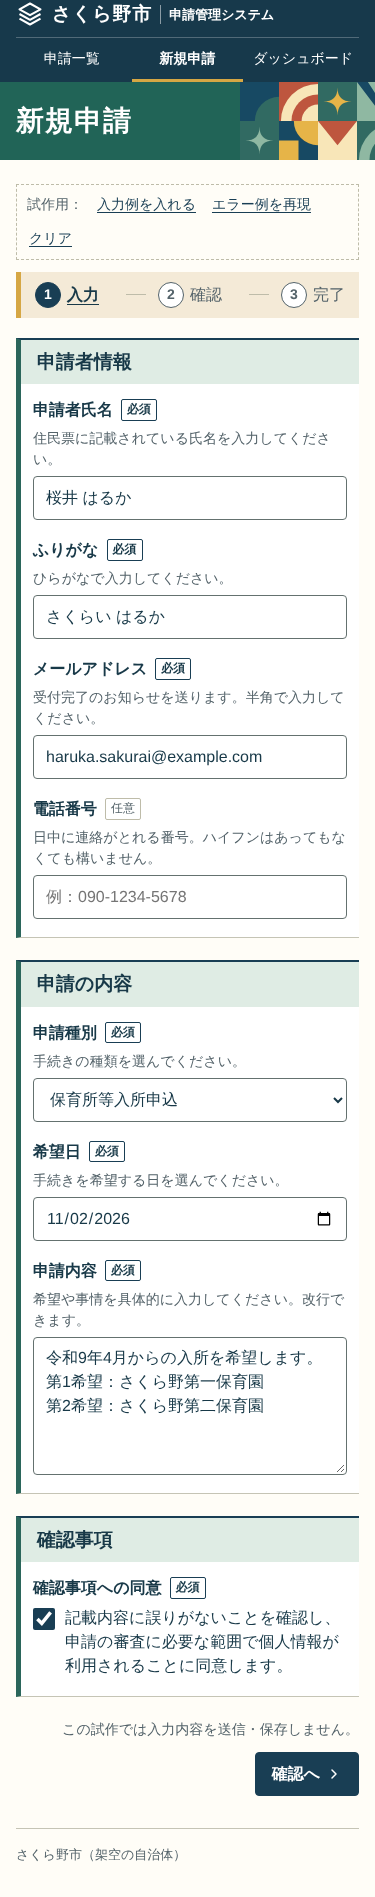 さくら野市 申請管理システム
申請一覧 新規申請 ダッシュボード
新規申請
試作用： 入力例を入れる エラー例を再現
クリア
1 入力 2 確認 3 完了
申請者情報
申請者氏名 必須
住民票に記載されている氏名を入力してくださ
い。
桜井 はるか
ふりがな 必須
ひらがなで入力してください。
さくらい はるか
メールアドレス 必須
受付完了のお知らせを送ります。半角で入力して
ください。
haruka.sakurai@example.com
電話番号 任意
日中に連絡がとれる番号。ハイフンはあってもな
くても構いません。
例：090-1234-5678
申請の内容
申請種別 必須
手続きの種類を選んでください。
保育所等入所申込
希望日 必須
手続きを希望する日を選んでください。
11/02/2026
申請内容 必須
希望や事情を具体的に入力してください。改行で
きます。
令和9年4月からの入所を希望します。
第1希望：さくら野第一保育園
第2希望：さくら野第二保育園
確認事項
確認事項への同意 必須
記載内容に誤りがないことを確認し、
申請の審査に必要な範囲で個人情報が
利用されることに同意します。
この試作では入力内容を送信・保存しません。
確認へ
さくら野市（架空の自治体）